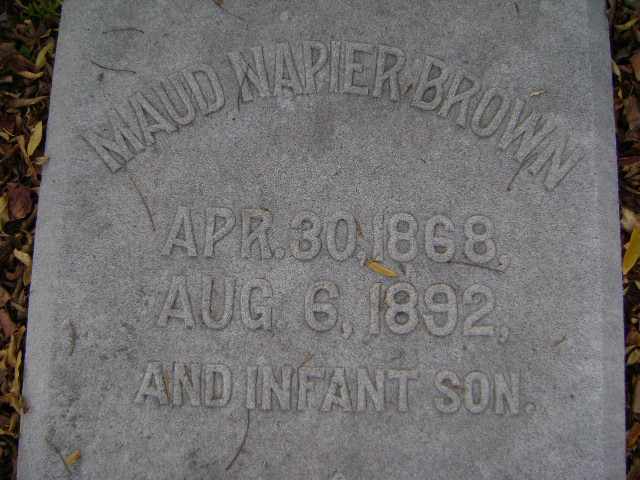 MAUD NAPIER BROWN
APR. 30, 1868,
AUG. 6, 1892,
AND INFANT SON.